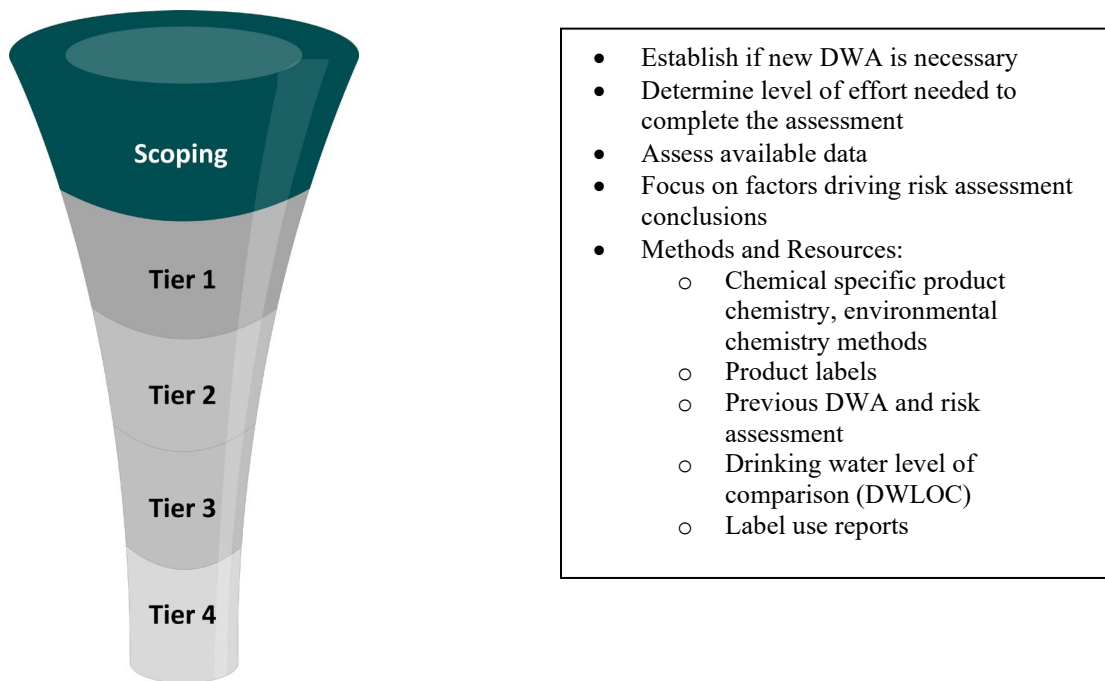 Scoping
Tier 1
Tier 2
Tier 3
Tier 4
• Establish if new DWA is necessary
• Determine level of effort needed to
complete the assessment
• Assess available data
• Focus on factors driving risk assessment
conclusions
• Methods and Resources:
o Chemical specific product
chemistry, environmental
chemistry methods
o Product labels
o Previous DWA and risk
assessment
o Drinking water level of
comparison (DWLOC)
o Label use reports